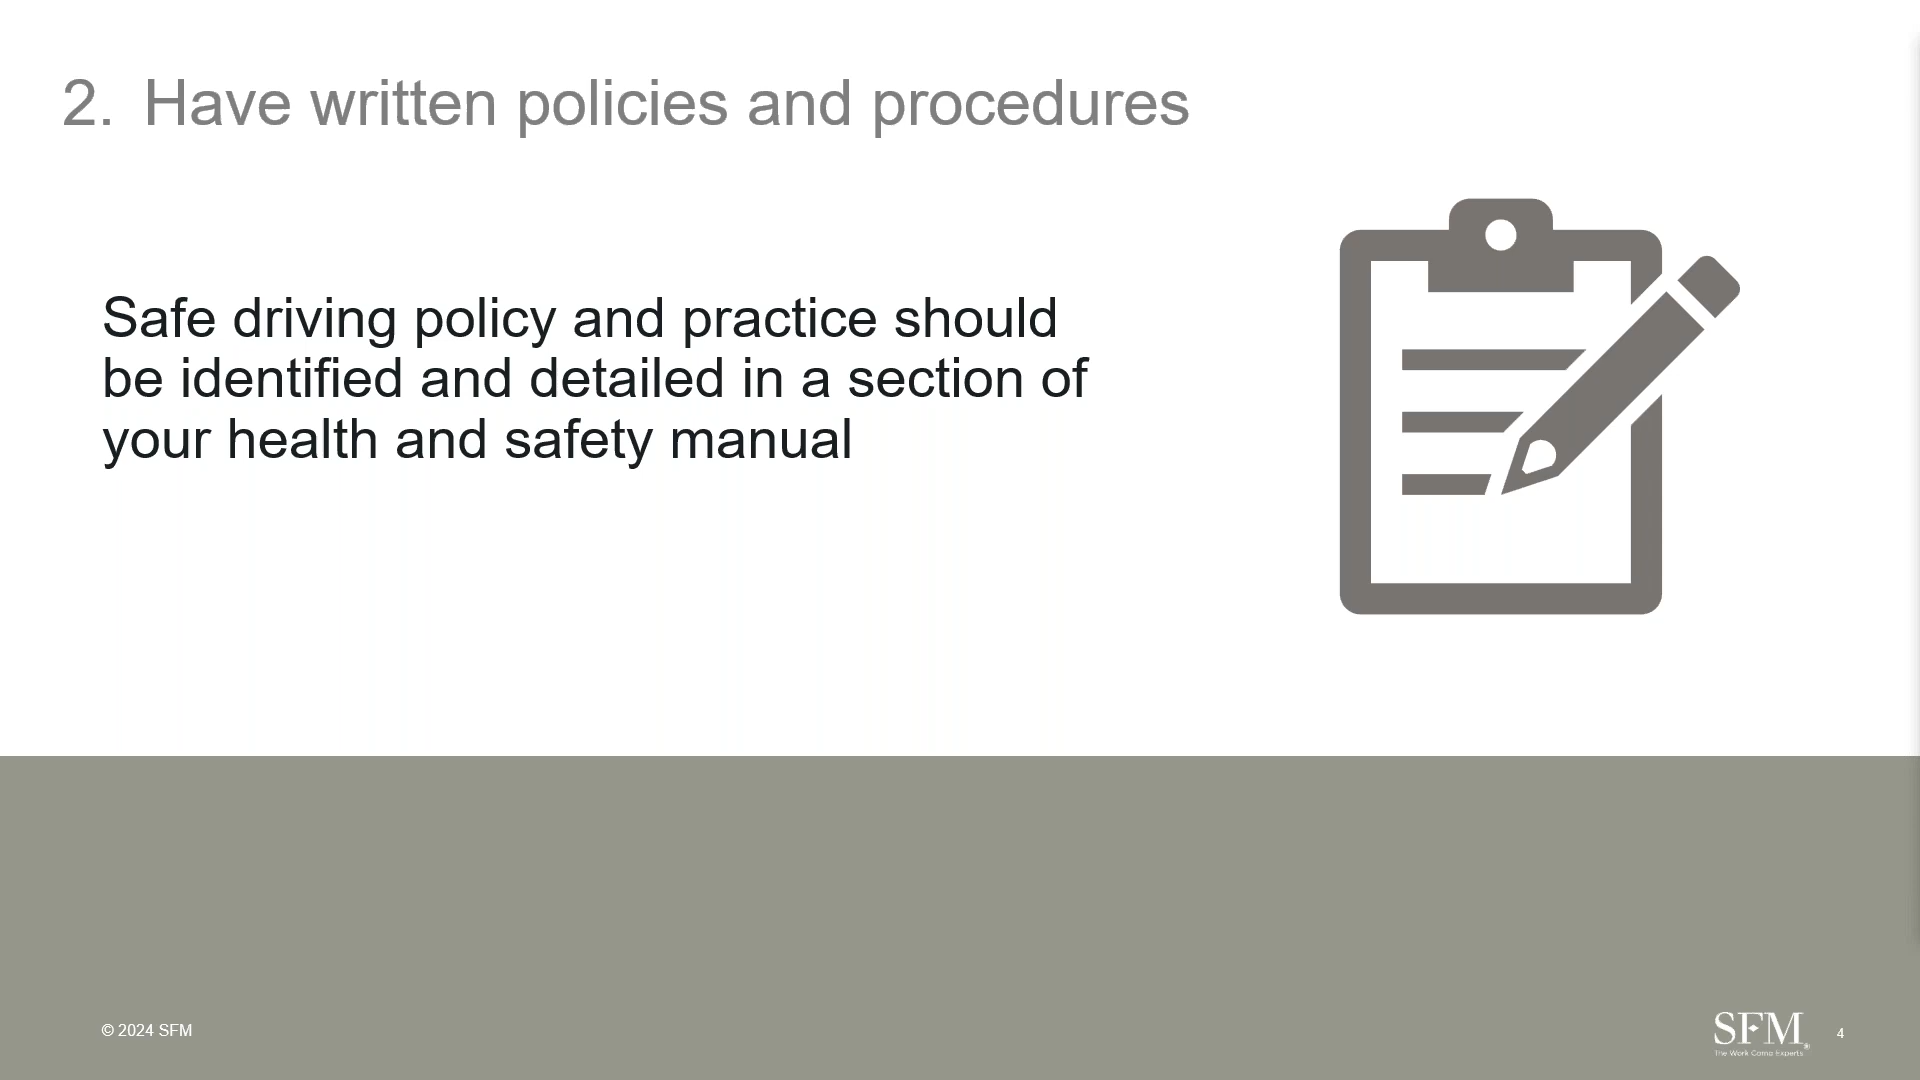 2. Have written policies and procedures
Safe driving policy and practice should
be identified and detailed in a section of
your health and safety manual
© 2024 SFM
SFM®
The Work Comp Experts
4